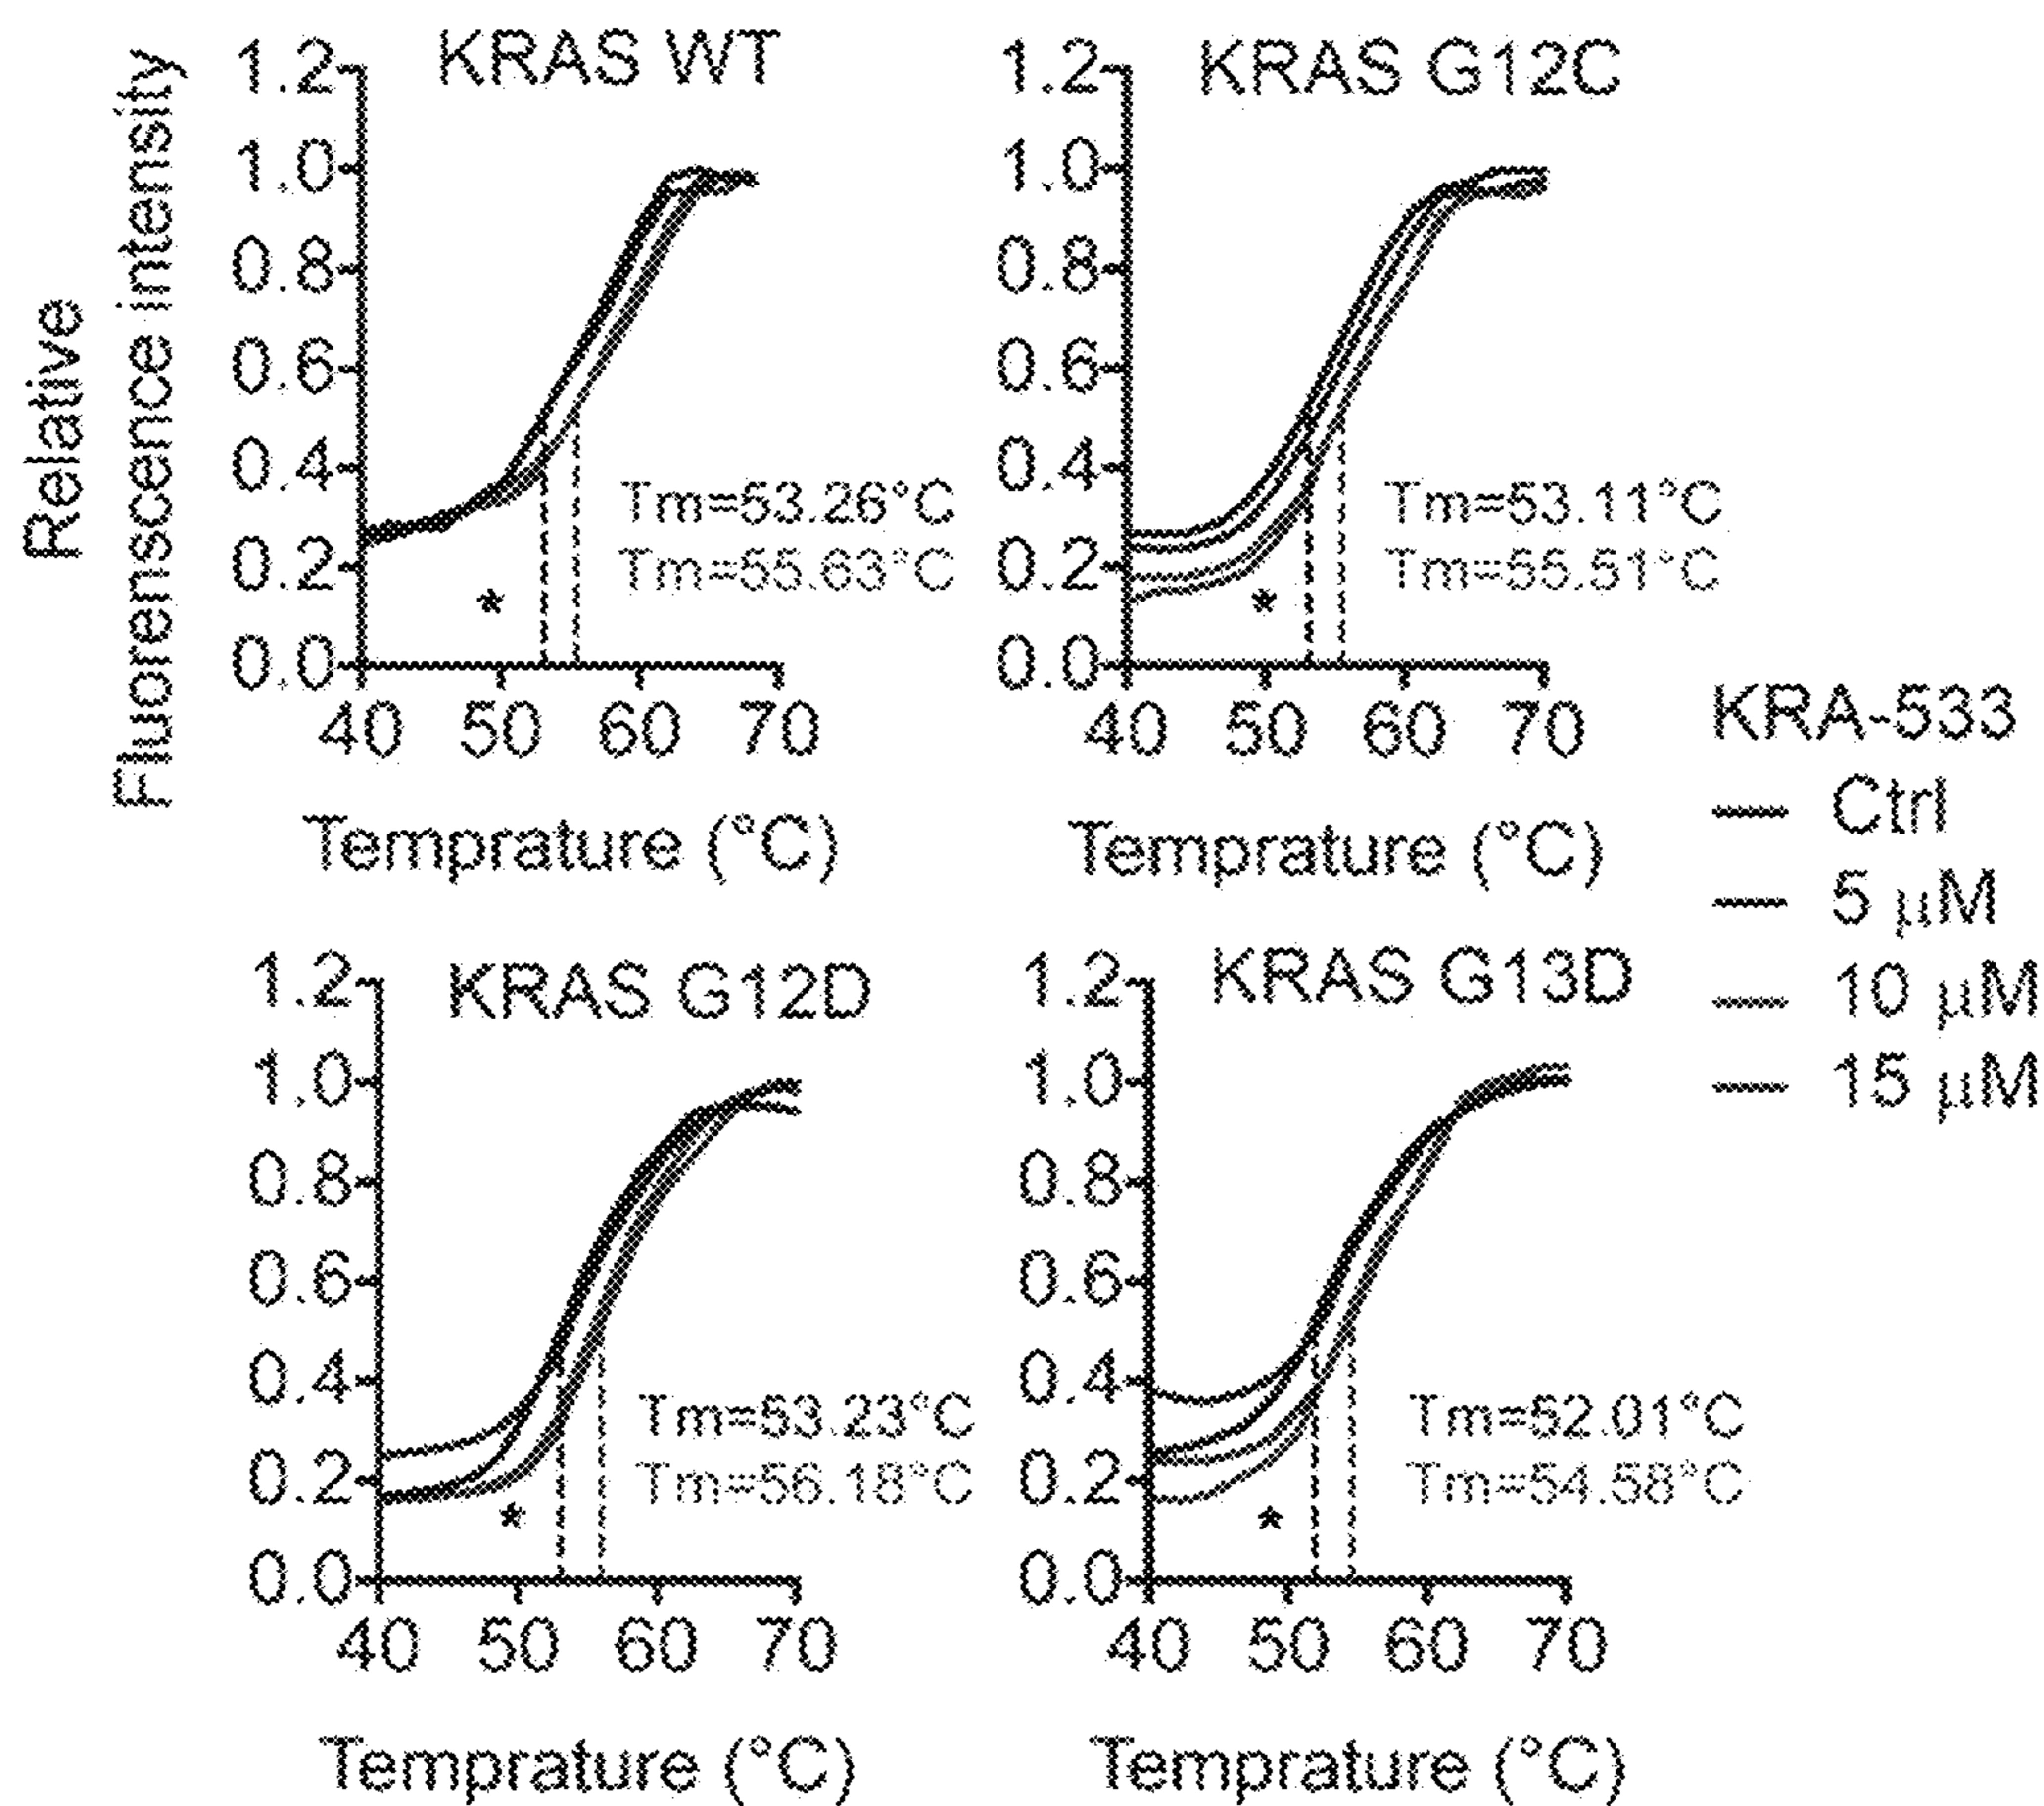 Relative
Fluorenscence intensity
KRAS WT
1.2
1.0
0.8
0.6
0.4
0.2
0.0
Tm=53.26°C
Tm=55.63°C
*
40 50 60 70
Temprature (°C)
KRAS G12C
1.2
1.0
0.8
0.6
0.4
0.2
0.0
Tm=53.11°C
Tm=55.51°C
*
40 50 60 70
Temprature (°C)
KRA-533
Ctrl
5 µM
10 µM
15 µM
KRAS G12D
1.2
1.0
0.8
0.6
0.4
0.2
0.0
Tm=53.23°C
Tm=56.18°C
*
40 50 60 70
Temprature (°C)
KRAS G13D
1.2
1.0
0.8
0.6
0.4
0.2
0.0
Tm=52.01°C
Tm=54.58°C
*
40 50 60 70
Temprature (°C)